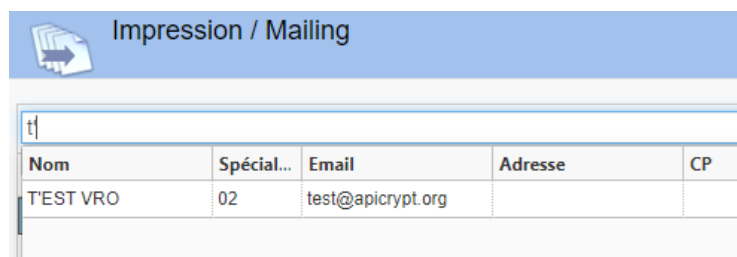 Impression / Mailing
t'
Nom Spécial... Email Adresse CP
T'EST VRO 02 test@apicrypt.org